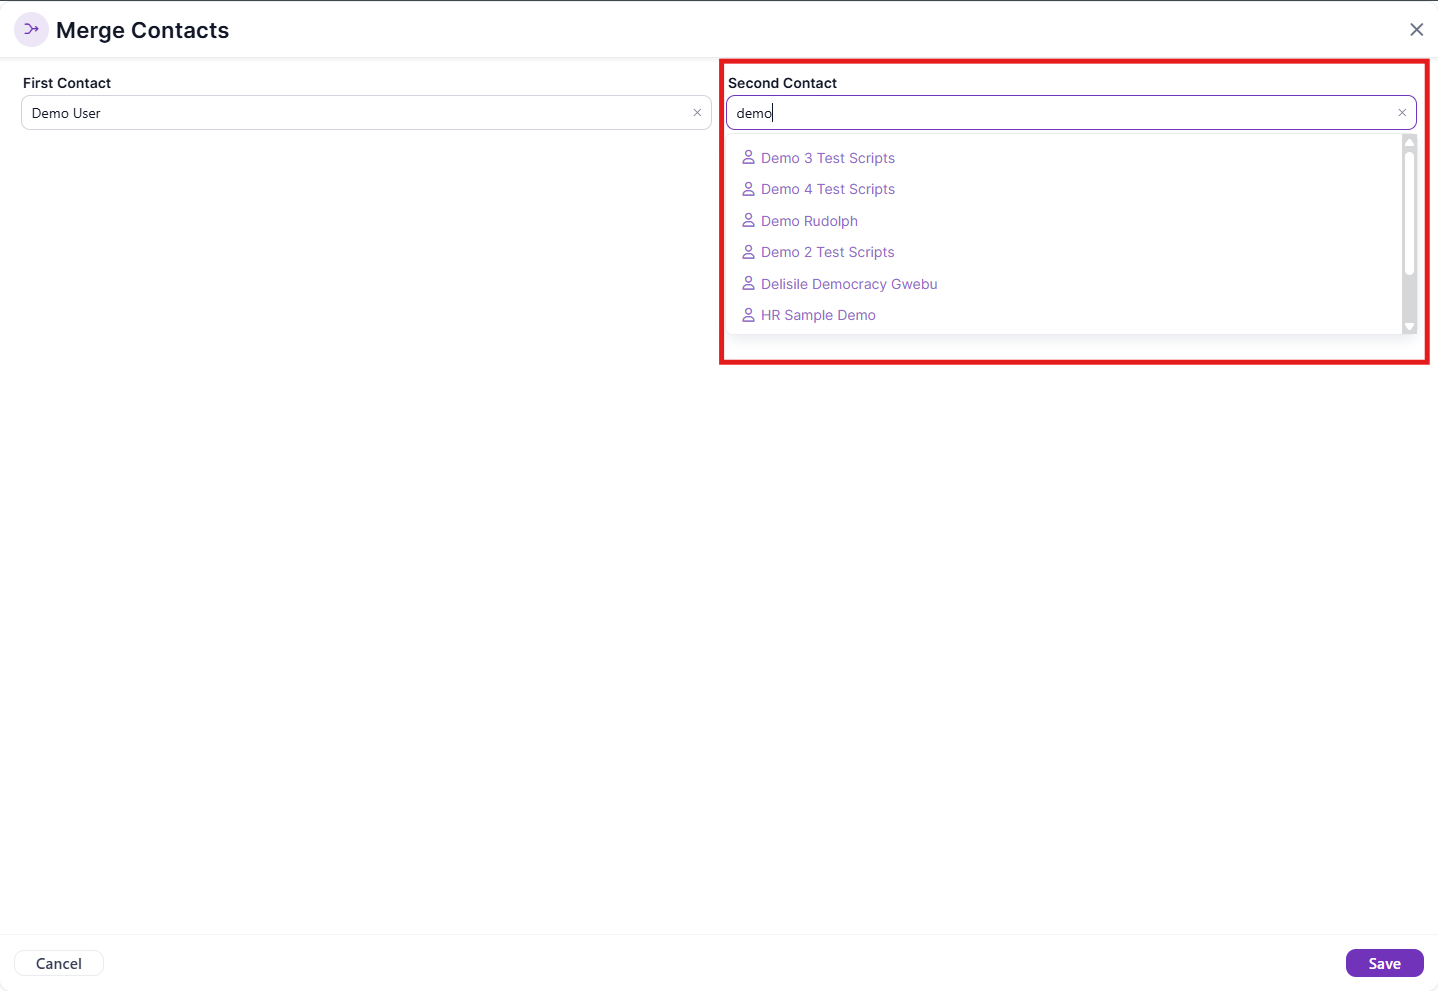 Merge Contacts
First Contact
Demo User
Second Contact
demo
Demo 3 Test Scripts
Demo 4 Test Scripts
Demo Rudolph
Demo 2 Test Scripts
Delisile Democracy Gwebu
HR Sample Demo
Cancel
Save